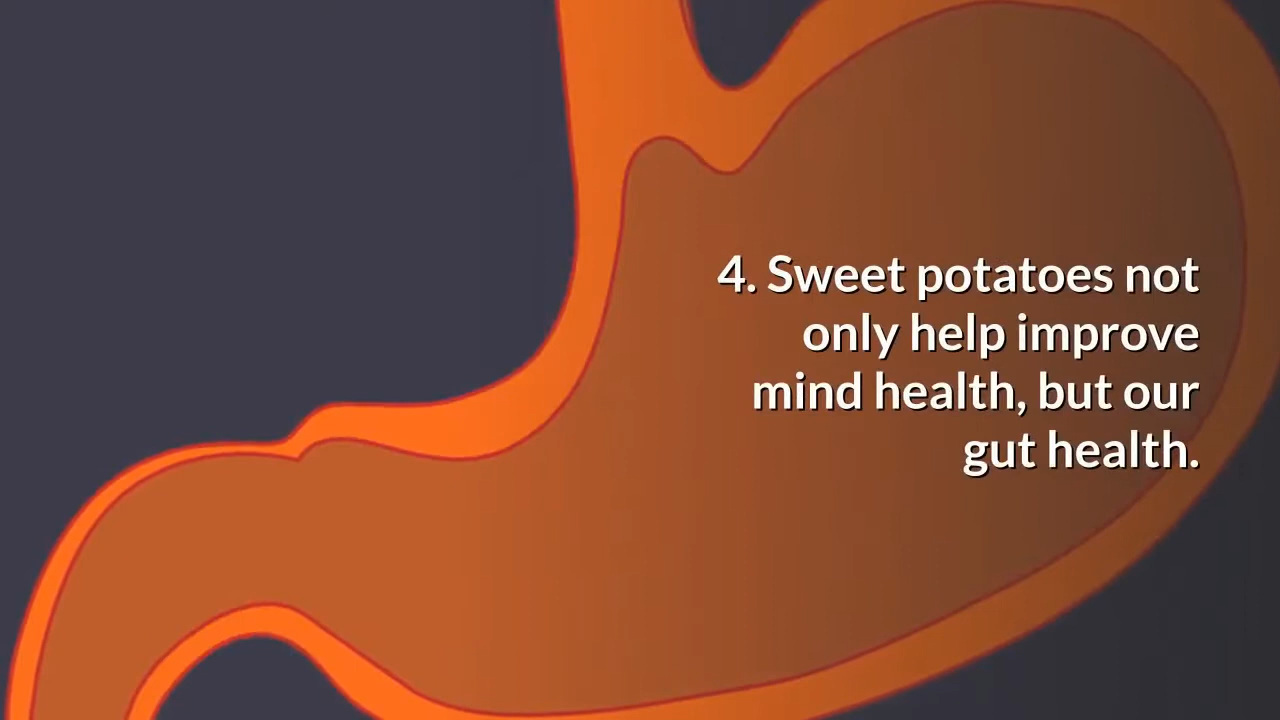 4. Sweet potatoes not
only help improve
mind health, but our
gut health.